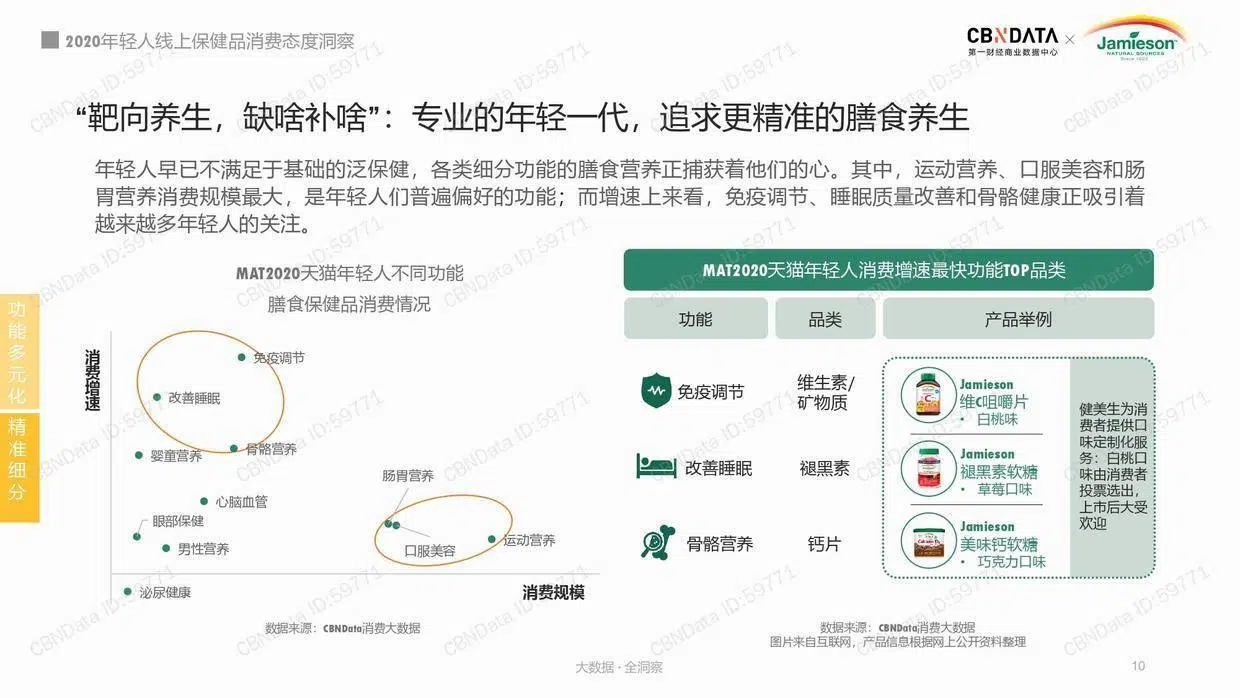 2020年轻人线上保健品消费态度洞察
CBNDATA
第一财经商业数据中心
×
Jamieson
NATURAL SOURCES
Since 1922
“靶向养生，缺啥补啥”：专业的年轻一代，追求更精准的膳食养生
年轻人早已不满足于基础的泛保健，各类细分功能的膳食营养正捕获着他们的心。其中，运动营养、口服美容和肠
胃营养消费规模最大，是年轻人们普遍偏好的功能；而增速上来看，免疫调节、睡眠质量改善和骨骼健康正吸引着
越来越多年轻人的关注。
功能多元化
精准细分
MAT2020天猫年轻人不同功能
膳食保健品消费情况
消费增速
免疫调节
改善睡眠
骨骼营养
婴童营养
肠胃营养
心脑血管
眼部保健
男性营养
口服美容
运动营养
泌尿健康
消费规模
数据来源：CBNData消费大数据
MAT2020天猫年轻人消费增速最快功能TOP品类
功能
品类
产品举例
免疫调节
维生素/
矿物质
Jamieson
维C咀嚼片
• 白桃味
改善睡眠
褪黑素
Jamieson
褪黑素软糖
• 草莓口味
骨骼营养
钙片
Jamieson
美味钙软糖
• 巧克力口味
健美生为消
费者提供口
味定制化服
务：白桃口
味由消费者
投票选出，
上市后大受
欢迎
数据来源：CBNData消费大数据
图片来自互联网，产品信息根据网上公开资料整理
大数据·全洞察
10
CBNData ID:59771